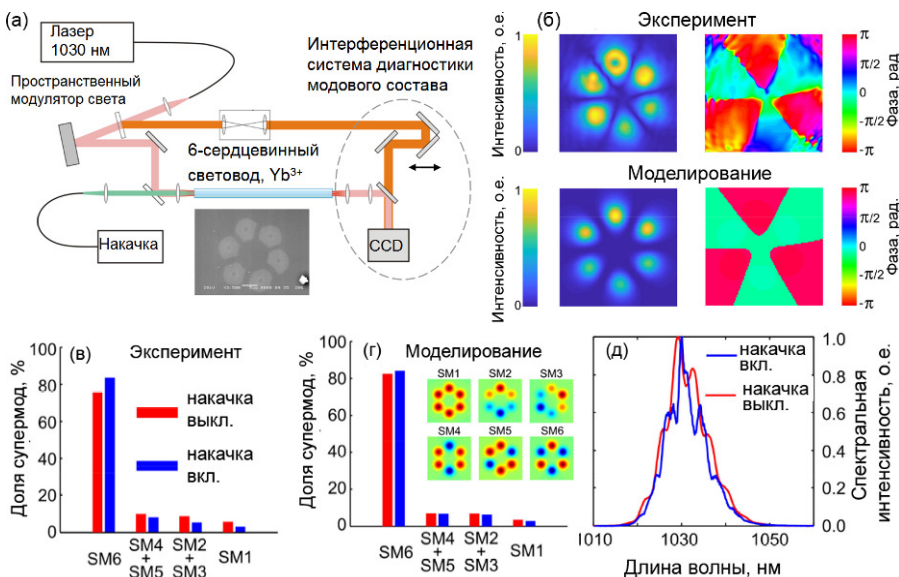 (а)
Лазер
1030 нм
Пространственный
модулятор света
Интерференционная
система диагностики
модового состава
6-сердцевинный
световод, Yb³⁺
Накачка
CCD
(б)
Эксперимент
Интенсивность, о.е.
1
0
π
π/2
0
-π/2
-π
Фаза, рад
Моделирование
Интенсивность, о.е.
1
0
π
π/2
0
-π/2
-π
Фаза, рад.
(в)
Эксперимент
Доля супермод, %
100
80
60
40
20
0
накачка
выкл.
накачка
вкл.
SM6
SM4
+
SM5
SM2
+
SM3
SM1
(г)
Моделирование
Доля супермод, %
100
80
60
40
20
0
SM1
SM2
SM3
SM4
SM5
SM6
SM6
SM4
+
SM5
SM2
+
SM3
SM1
(д)
накачка
вкл.
накачка
выкл.
1.0
0.8
0.6
0.4
0.2
0.0
Спектральная
интенсивность, о.е.
1010
1030
1050
Длина волны, нм